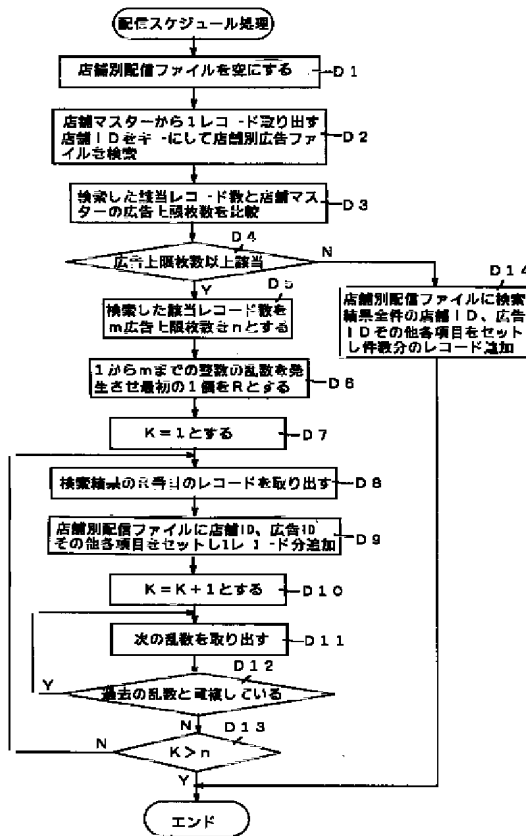 配信スケジュール処理
店舗別配信ファイルを空にする
D1
店舗マスターから1レコード取り出す
店舗IDをキーにして店舗別広告ファ
イルを検索
D2
検索した該当レコード数と店舗マス
ターの広告上限枚数を比較
D3
D4
広告上限枚数以上該当
N
Y
D5
検索した該当レコード数を
m広告上限枚数をnとする
D14
店舗別配信ファイルに検索
結果全件の店舗ID、広告
IDその他各項目をセット
し件数分のレコード追加
1からmまでの整数の乱数を発
生させ最初の1個をRとする
D6
K=1とする
D7
検索結果のR番目のレコードを取り出す
D8
店舗別配信ファイルに店舗ID、広告ID
その他各項目をセットし1レコード分追加
D9
K=K+1とする
D10
次の乱数を取り出す
D11
D12
Y
過去の乱数と重複している
N
D13
N
K>n
Y
エンド